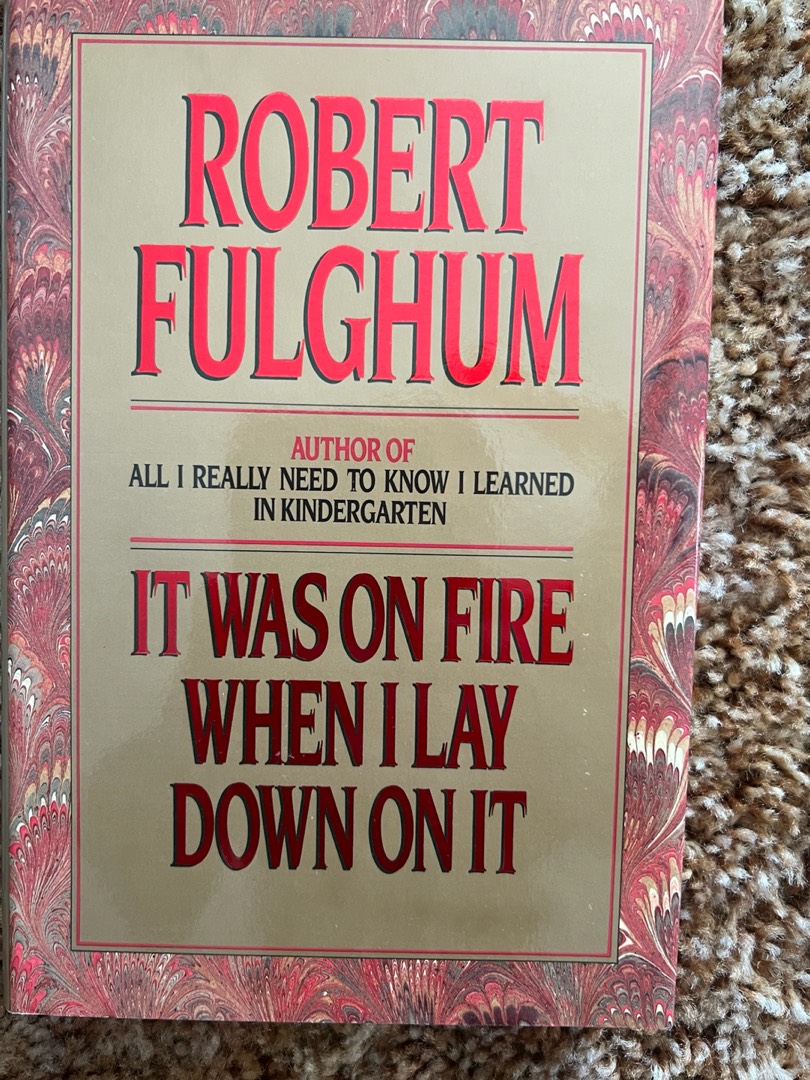 ROBERT
FULGHUM
AUTHOR OF
ALL I REALLY NEED TO KNOW I LEARNED
IN KINDERGARTEN
IT WAS ON FIRE
WHEN I LAY
DOWN ON IT